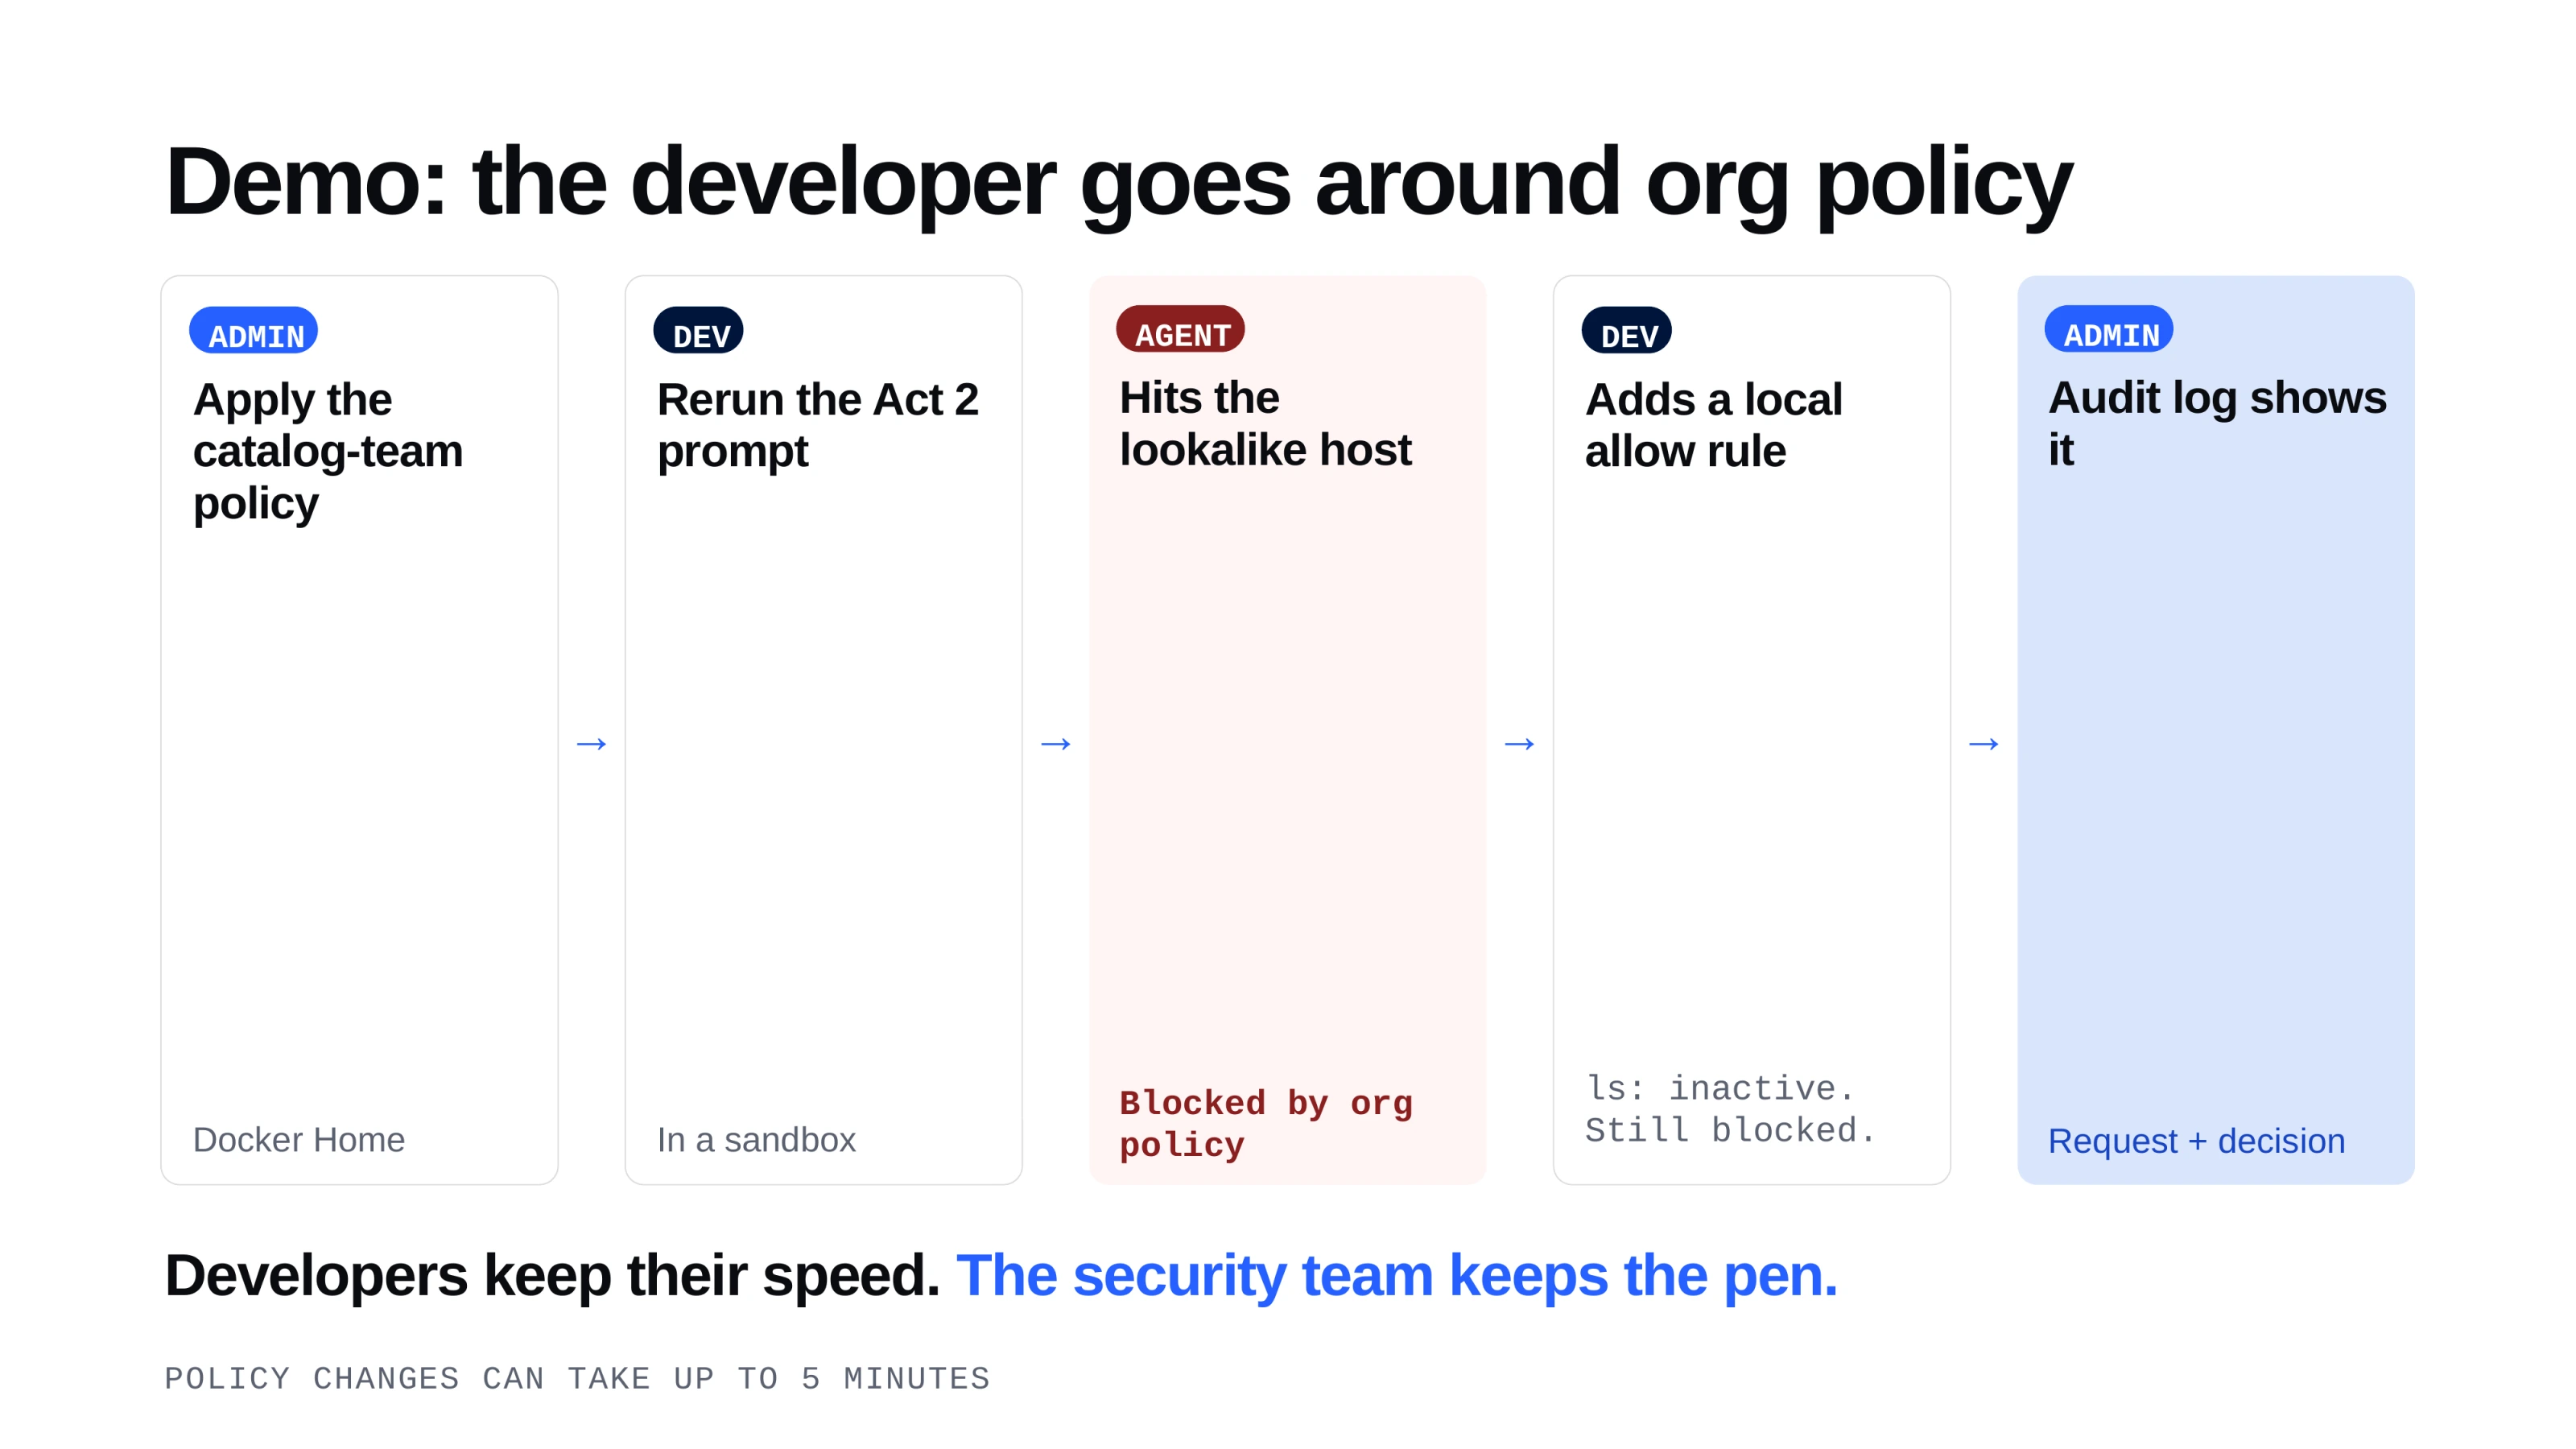 Demo: the developer goes around org policy
ADMIN
Apply the
catalog-team
policy
Docker Home
→
DEV
Rerun the Act 2
prompt
In a sandbox
→
AGENT
Hits the
lookalike host
Blocked by org
policy
→
DEV
Adds a local
allow rule
ls: inactive.
Still blocked.
→
ADMIN
Audit log shows
it
Request + decision
Developers keep their speed. The security team keeps the pen.
POLICY CHANGES CAN TAKE UP TO 5 MINUTES